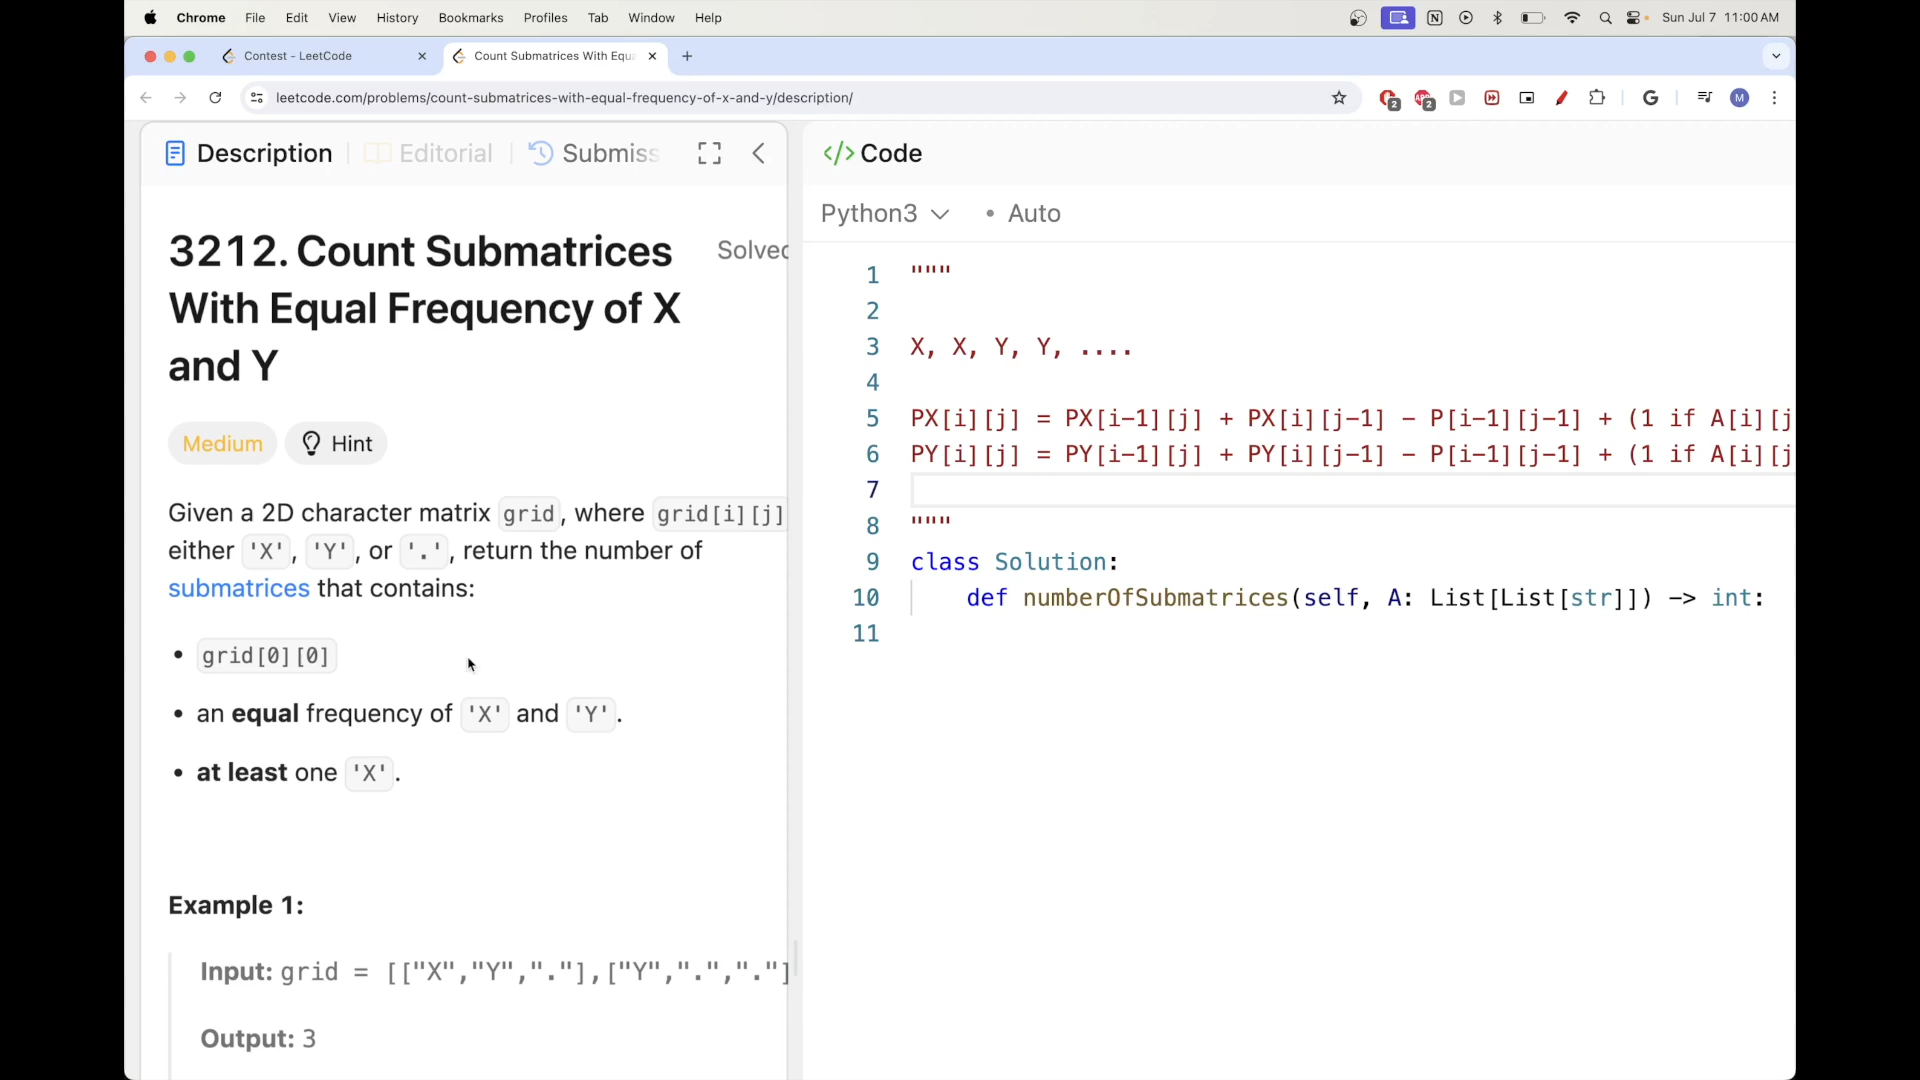 Chrome File Edit View History Bookmarks Profiles Tab Window Help Sun Jul 7 11:00 AM
Contest - LeetCode
Count Submatrices With Equ
leetcode.com/problems/count-submatrices-with-equal-frequency-of-x-and-y/description/
2
2
G
M
Description
Editorial
Submiss
3212. Count Submatrices
With Equal Frequency of X
and Y
Solved
Medium
Hint
Given a 2D character matrix grid, where grid[i][j]
either 'X', 'Y', or '.', return the number of
submatrices that contains:
• grid[0][0]
• an equal frequency of 'X' and 'Y'.
• at least one 'X'.
Example 1:
Input: grid = [["X","Y","."],["Y",".","."]
Output: 3
</> Code
Python3
• Auto
1 """
2
3 X, X, Y, Y, ....
4
5 PX[i][j] = PX[i-1][j] + PX[i][j-1] - P[i-1][j-1] + (1 if A[i][j
6 PY[i][j] = PY[i-1][j] + PY[i][j-1] - P[i-1][j-1] + (1 if A[i][j
7
8 """
9 class Solution:
10 def numberOfSubmatrices(self, A: List[List[str]]) -> int:
11